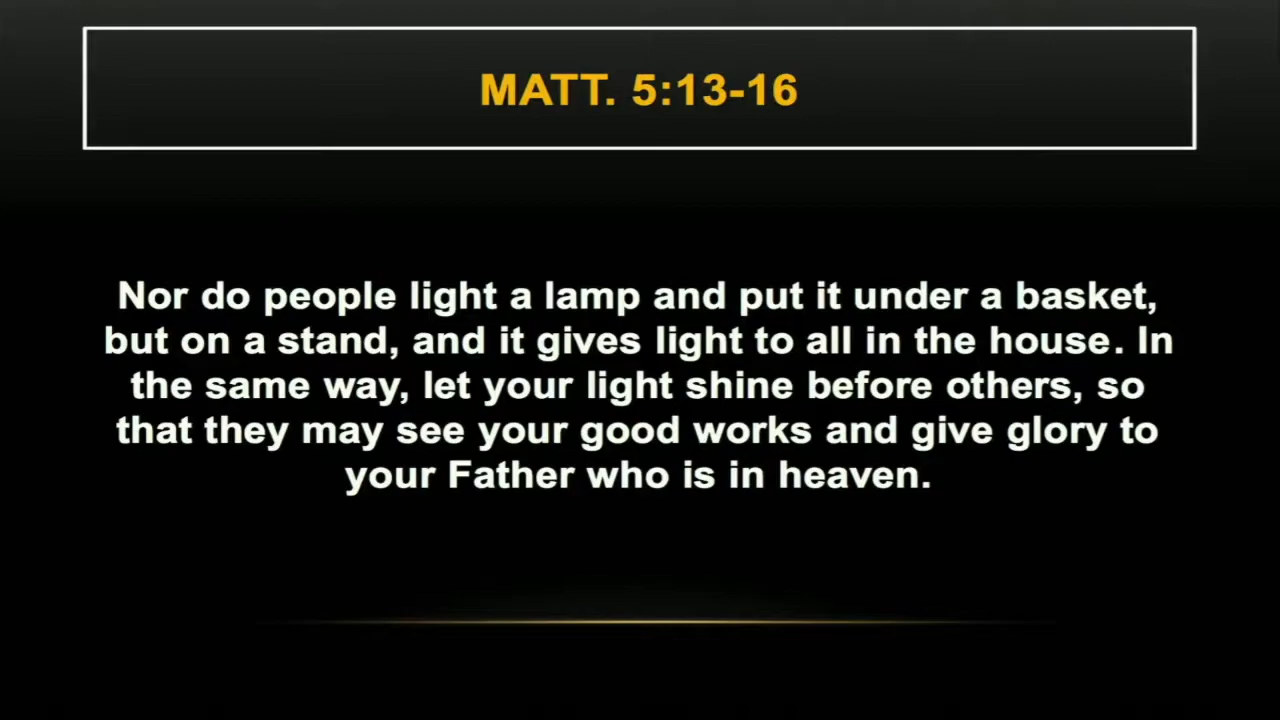 MATT. 5:13-16
Nor do people light a lamp and put it under a basket,
but on a stand, and it gives light to all in the house. In
the same way, let your light shine before others, so
that they may see your good works and give glory to
your Father who is in heaven.